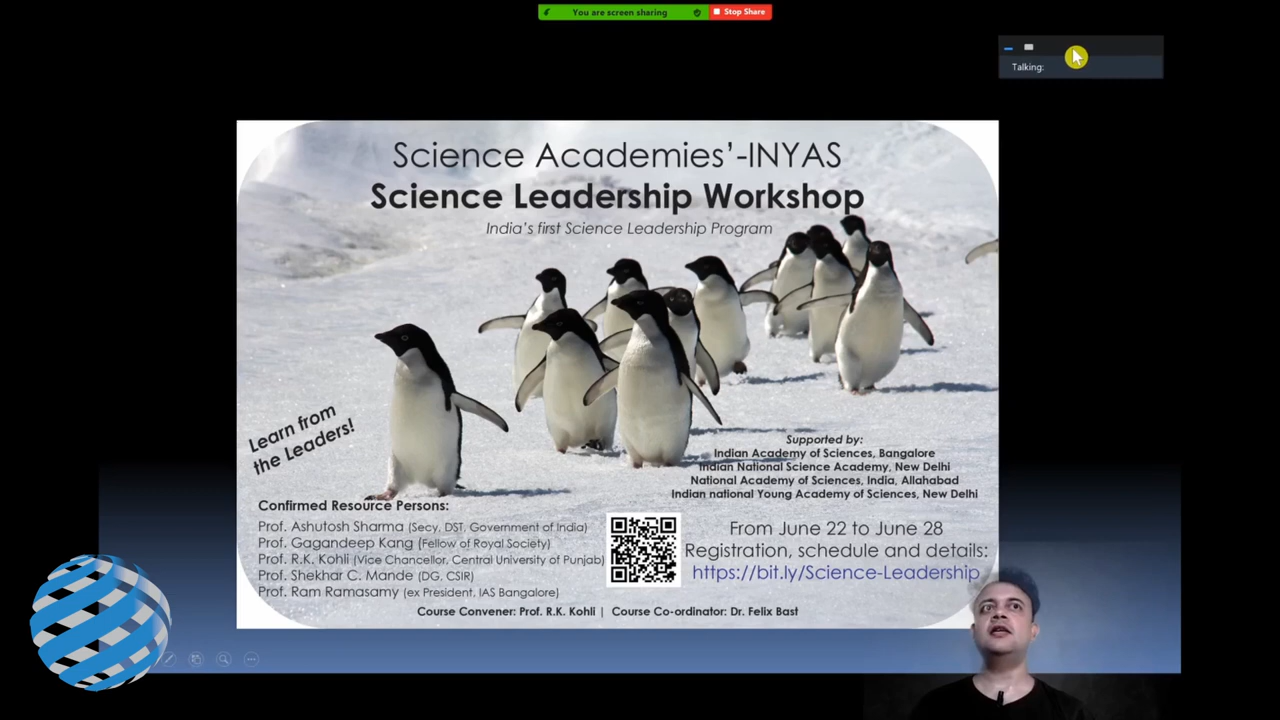 You are screen sharing
Stop Share
Talking:
Science Academies’-INYAS
Science Leadership Workshop
India's first Science Leadership Program
Learn from
the Leaders!
Supported by:
Indian Academy of Sciences, Bangalore
Indian National Science Academy, New Delhi
National Academy of Sciences, India, Allahabad
Indian national Young Academy of Sciences, New Delhi
Confirmed Resource Persons:
Prof. Ashutosh Sharma (Secy, DST, Government of India)
Prof. Gagandeep Kang (Fellow of Royal Society)
Prof. R.K. Kohli (Vice Chancellor, Central University of Punjab)
Prof. Shekhar C. Mande (DG, CSIR)
Prof. Ram Ramasamy (ex President, IAS Bangalore)
From June 22 to June 28
Registration, schedule and details:
https://bit.ly/Science-Leadership
Course Convener: Prof. R.K. Kohli | Course Co-ordinator: Dr. Felix Bast